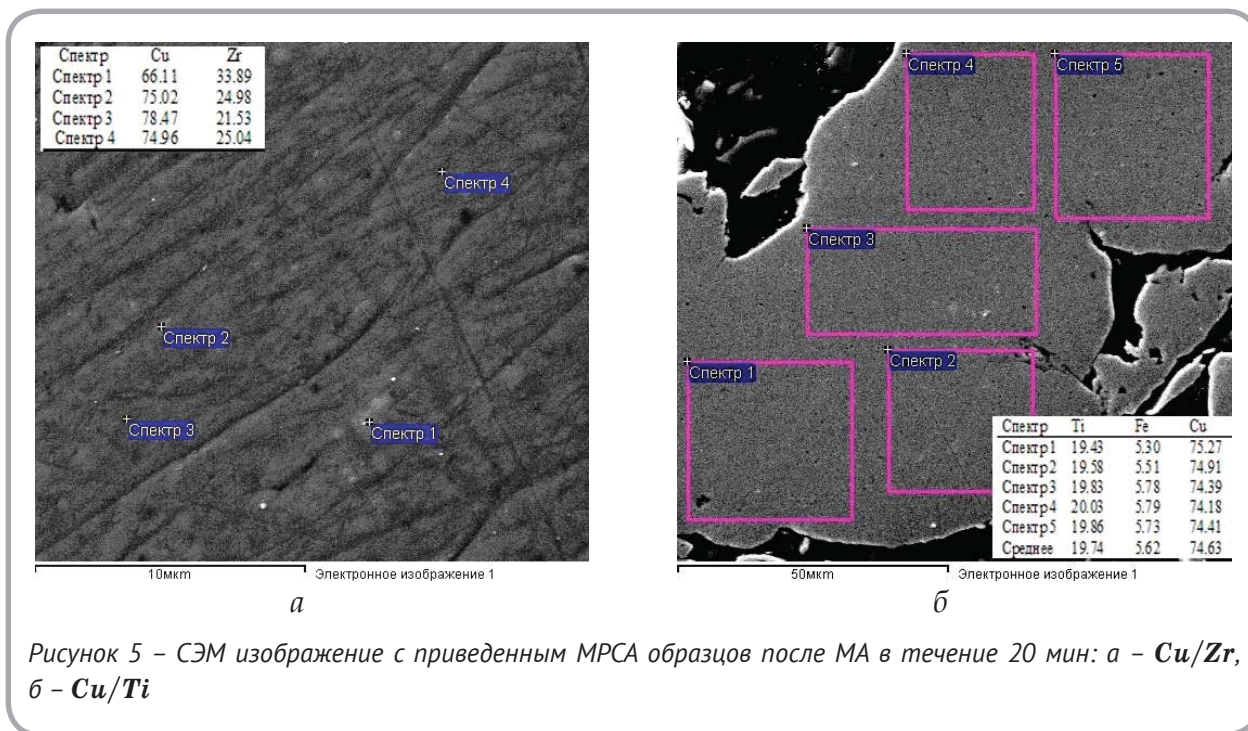 Спектр Cu Zr
Спектр 1 66.11 33.89
Спектр 2 75.02 24.98
Спектр 3 78.47 21.53
Спектр 4 74.96 25.04
Спектр 4
Спектр 2
Спектр 3
Спектр 1
10мкm Электронное изображение 1
а
Спектр 4
Спектр 5
Спектр 3
Спектр 1
Спектр 2
Спектр Ti Fe Cu
Спектр1 19.43 5.30 75.27
Спектр2 19.58 5.51 74.91
Спектр3 19.83 5.78 74.39
Спектр4 20.03 5.79 74.18
Спектр5 19.86 5.73 74.41
Среднее 19.74 5.62 74.63
50мкm Электронное изображение 1
б
Рисунок 5 – СЭМ изображение с приведенным МРСА образцов после МА в течение 20 мин: а – Cu/Zr,
б – Cu/Ti